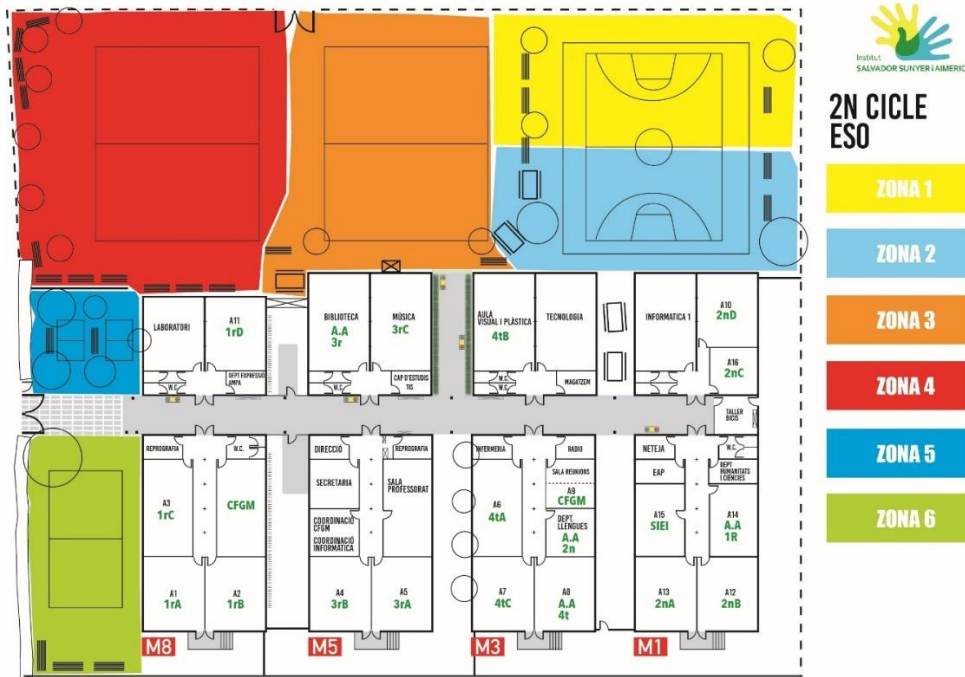 Institut
SALVADOR SUNYER I AIMERIC
2N CICLE
ESO
ZONA 1
ZONA 2
ZONA 3
ZONA 4
ZONA 5
ZONA 6
LABORATORI
A11
1rD
DEPT EXPRESSIÓ
AMPA
W.C.
BIBLIOTECA
A.A
3r
MÚSICA
3rC
W.C.
W.C.
CAP D'ESTUDIS
TIS
AULA
VISUAL I PLÀSTICA
4tB
TECNOLOGIA
W.C.
W.C.
MAGATZEM
INFORMATICA 1
A10
2nD
A16
2nC
W.C.
W.C.
TALLER
BICIS
REPROGRAFIA
W.C.
A3
1rC
CFGM
A1
1rA
A2
1rB
M8
DIRECCIÓ
REPROGRAFIA
SECRETARIA
SALA
PROFESSORAT
COORDINACIÓ
CFGM
COORDINACIÓ
INFORMÀTICA
A4
3rB
A5
3rA
M5
INFERMERIA
RADIO
SALA REUNIONS
A6
4tA
A9
CFGM
DEPT.
LLENGUES
A.A
2n
A7
4tC
A8
A.A
4t
M3
NETEJA
W.C.
EAP
DEPT
HUMANITATS
I CIÈNCIES
A15
SIEI
A14
A.A
1R
A13
2nA
A12
2nB
M1